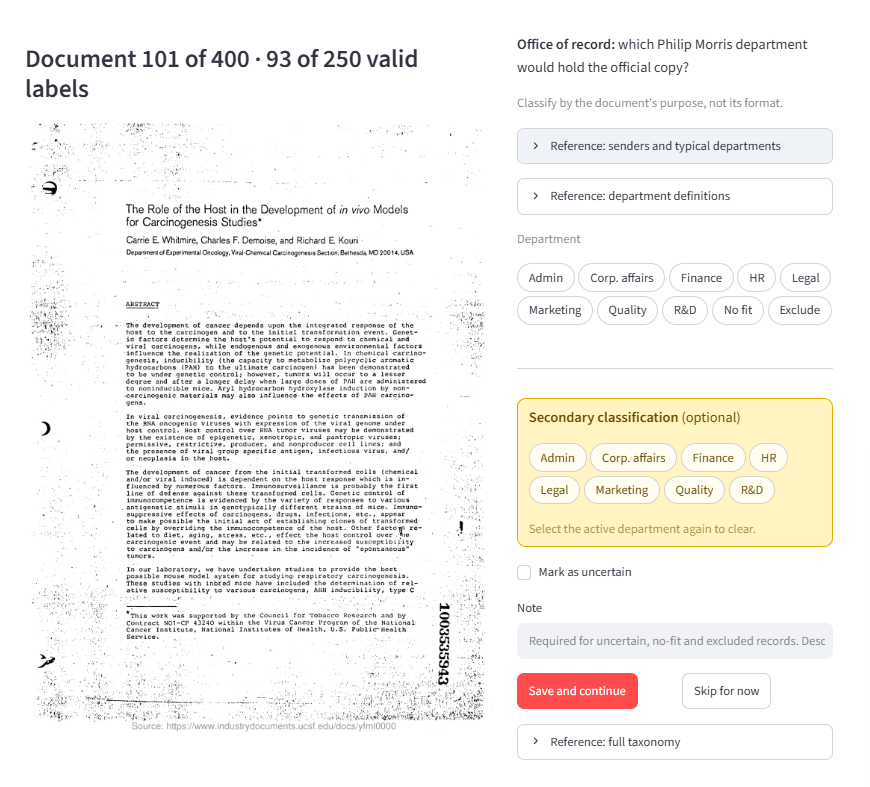 Document 101 of 400 · 93 of 250 valid
labels
The Role of the Host in the Development of in vivo Models
for Carcinogenesis Studies*
Carrie E. Whitmire, Charles F. Demoise, and Richard E. Kouri
Department of Experimental Oncology, Viral-Chemical Carcinogenesis Section, Bethesda, MD 20014, USA
ABSTRACT
The development of cancer depends upon the integrated response of the
host to the carcinogen and to the initial transformation event. Genet-
ic factors determine the host's potential to respond to chemical and
viral carcinogens, while endogenous and exogenous environmental factors
influence the realization of the genetic potential. In chemical carcino-
genesis, inducibility (the capacity to metabolize polycyclic aromatic
hydrocarbons (PAH) to the ultimate carcinogen) has been demonstrated
to be under genetic control; however, tumors will occur to a lesser
degree and after a longer delay when large doses of PAH are administered
to noninducible mice. Aryl hydrocarbon hydroxylase induction by non-
carcinogenic materials may also influence the effects of PAH carcino-
gens.
In viral carcinogenesis, evidence points to genetic transmission of
the RNA oncogenic viruses with expression of the viral genome under
host control. Host control over RNA tumor viruses may be demonstrated
by the existence of epigenetic, xenotropic, and pantropic viruses;
permissive, restrictive, producer, and nonproducer cell lines; and
the presence of viral group specific antigen, infectious virus, and/
or neoplasia in the host.
The development of cancer from the initial transformed cells (chemical
and/or viral induced) is dependent on the host response which is in-
fluenced by numerous factors. Immunosurveillance is probably the first
line of defense against these transformed cells. Genetic control of
immunocompetence is evidenced by the variety of responses to various
antigenetic stimuli in genotypically different strains of mice. Immuno-
suppressive effects of carcinogens, drugs, infections, etc., appear
to make possible the initial act of establishing clones of transformed
cells by overriding the immunocompetence of the host. Other factors re-
lated to diet, aging, stress, etc., effect the host control over the
carcinogenic event and may be related to the increased susceptibility
to carcinogens and/or the increase in the incidence of "spontaneous"
tumors.
In our laboratory, we have undertaken studies to provide the best
possible mouse model system for studying respiratory carcinogenesis.
These studies with inbred mice have included the determination of rel-
ative susceptibility to various carcinogens, AHH inducibility, type C
*This work was supported by the Council for Tobacco Research and by
Contract NO1-CP 43240 within the Virus Cancer Program of the National
Cancer Institute, National Institutes of Health, U.S. Public Health
Service.
1003535943
Source: https://www.industrydocuments.ucsf.edu/docs/yfml0000
Office of record: which Philip Morris department
would hold the official copy?
Classify by the document's purpose, not its format.
Reference: senders and typical departments
Reference: department definitions
Department
Admin Corp. affairs Finance HR Legal
Marketing Quality R&D No fit Exclude
Secondary classification (optional)
Admin Corp. affairs Finance HR
Legal Marketing Quality R&D
Select the active department again to clear.
Mark as uncertain
Note
Required for uncertain, no-fit and excluded records. Desc
Save and continue Skip for now
Reference: full taxonomy